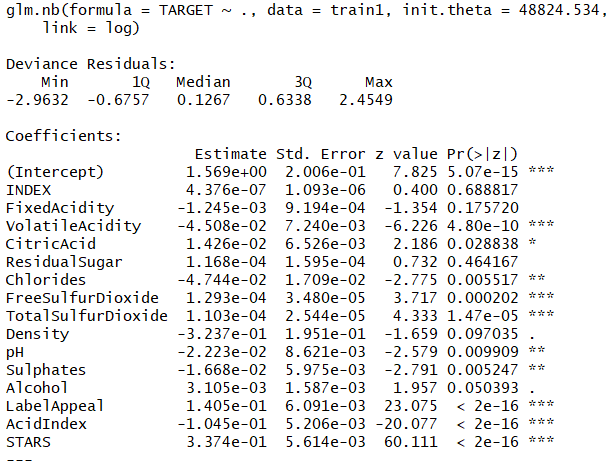 glm.nb(formula = TARGET ~ ., data = train1, init.theta = 48824.534,
    link = log)

Deviance Residuals:
    Min      1Q  Median      3Q     Max
-2.9632 -0.6757  0.1267  0.6338  2.4549

Coefficients:
                     Estimate Std. Error z value Pr(>|z|)
(Intercept)         1.569e+00  2.006e-01   7.825 5.07e-15 ***
INDEX               4.376e-07  1.093e-06   0.400 0.688817
FixedAcidity       -1.245e-03  9.194e-04  -1.354 0.175720
VolatileAcidity    -4.508e-02  7.240e-03  -6.226 4.80e-10 ***
CitricAcid          1.426e-02  6.526e-03   2.186 0.028838 *
ResidualSugar       1.168e-04  1.595e-04   0.732 0.464167
Chlorides          -4.744e-02  1.709e-02  -2.775 0.005517 **
FreeSulfurDioxide   1.293e-04  3.480e-05   3.717 0.000202 ***
TotalSulfurDioxide  1.103e-04  2.544e-05   4.333 1.47e-05 ***
Density            -3.237e-01  1.951e-01  -1.659 0.097035 .
pH                 -2.223e-02  8.621e-03  -2.579 0.009909 **
Sulphates          -1.668e-02  5.975e-03  -2.791 0.005247 **
Alcohol             3.105e-03  1.587e-03   1.957 0.050393 .
LabelAppeal         1.405e-01  6.091e-03  23.075  < 2e-16 ***
AcidIndex          -1.045e-01  5.206e-03 -20.077  < 2e-16 ***
STARS               3.374e-01  5.614e-03  60.111  < 2e-16 ***
---